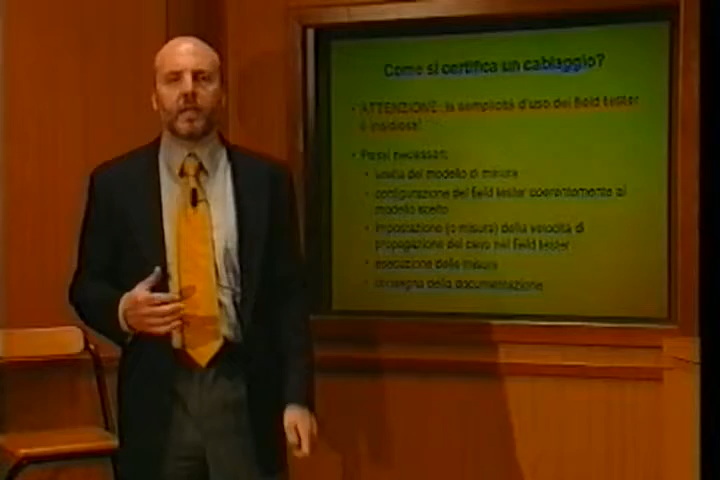 Come si certifica un cablaggio?
• ATTENZIONE: la semplicità d'uso dei field tester
è insidiosa!
• Passi necessari:
• scelta del modello di misura
• configurazione del field tester coerentemente al
modello scelto
• impostazione (o misura) della velocità di
propagazione del cavo nel field tester
• esecuzione delle misure
• consegna della documentazione